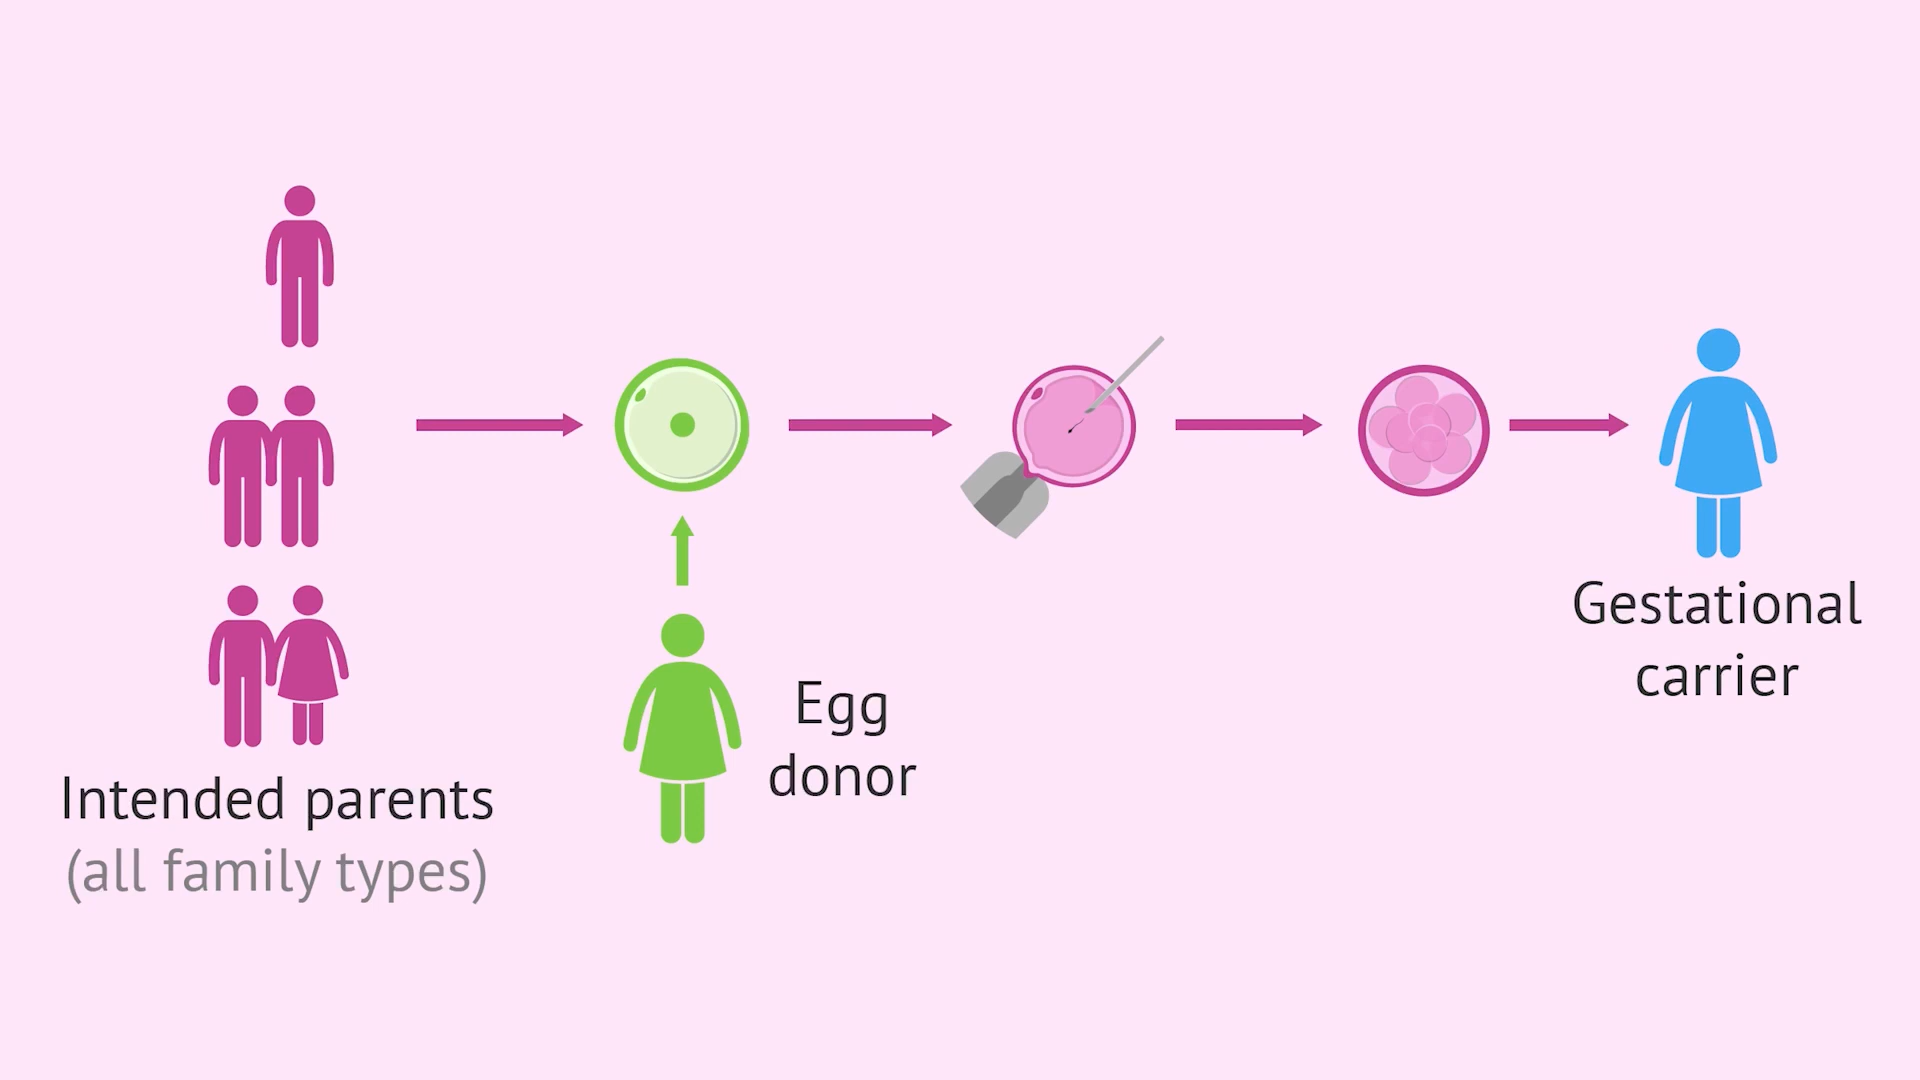 Intended parents
(all family types)
Egg
donor
Gestational
carrier